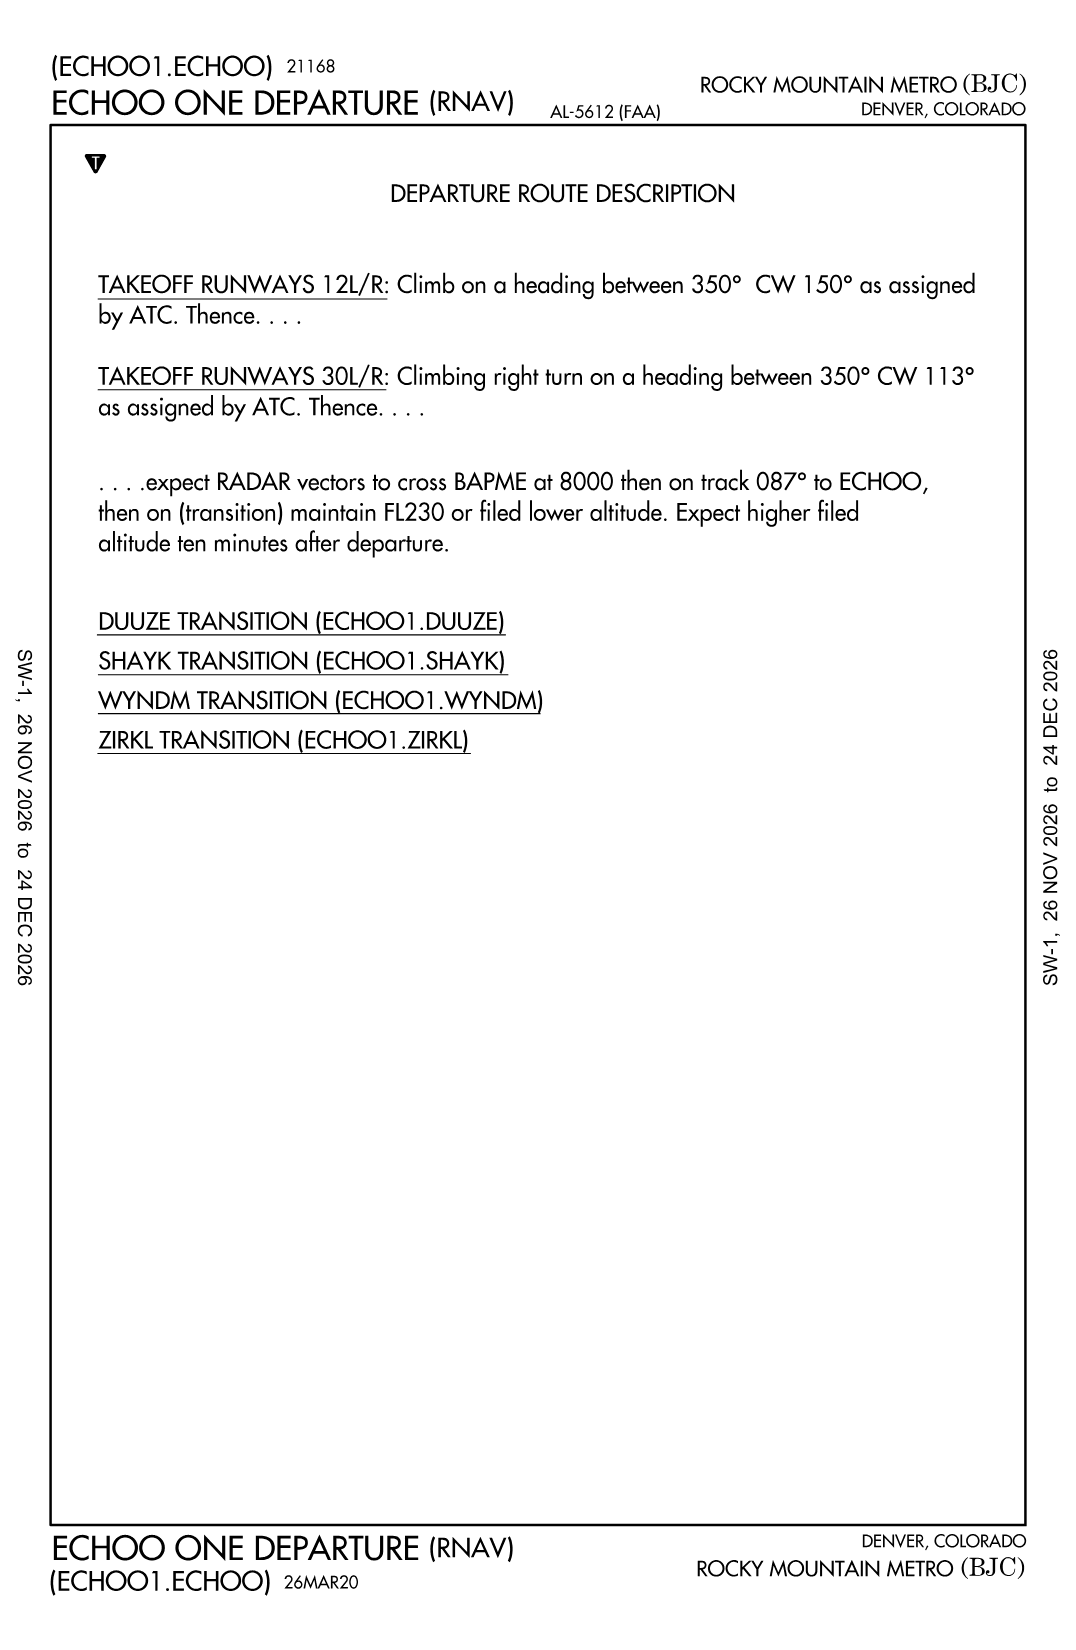 (ECHOO1.ECHOO) 21168
ECHOO ONE DEPARTURE (RNAV)
AL-5612 (FAA)
ROCKY MOUNTAIN METRO (BJC)
DENVER, COLORADO
T
DEPARTURE ROUTE DESCRIPTION
TAKEOFF RUNWAYS 12L/R: Climb on a heading between 350° CW 150° as assigned
by ATC. Thence. . . .
TAKEOFF RUNWAYS 30L/R: Climbing right turn on a heading between 350° CW 113°
as assigned by ATC. Thence. . . .
. . . .expect RADAR vectors to cross BAPME at 8000 then on track 087° to ECHOO,
then on (transition) maintain FL230 or filed lower altitude. Expect higher filed
altitude ten minutes after departure.
DUUZE TRANSITION (ECHOO1.DUUZE)
SHAYK TRANSITION (ECHOO1.SHAYK)
WYNDM TRANSITION (ECHOO1.WYNDM)
ZIRKL TRANSITION (ECHOO1.ZIRKL)
SW-1, 26 NOV 2026 to 24 DEC 2026
SW-1, 26 NOV 2026 to 24 DEC 2026
ECHOO ONE DEPARTURE (RNAV)
(ECHOO1.ECHOO) 26MAR20
DENVER, COLORADO
ROCKY MOUNTAIN METRO (BJC)